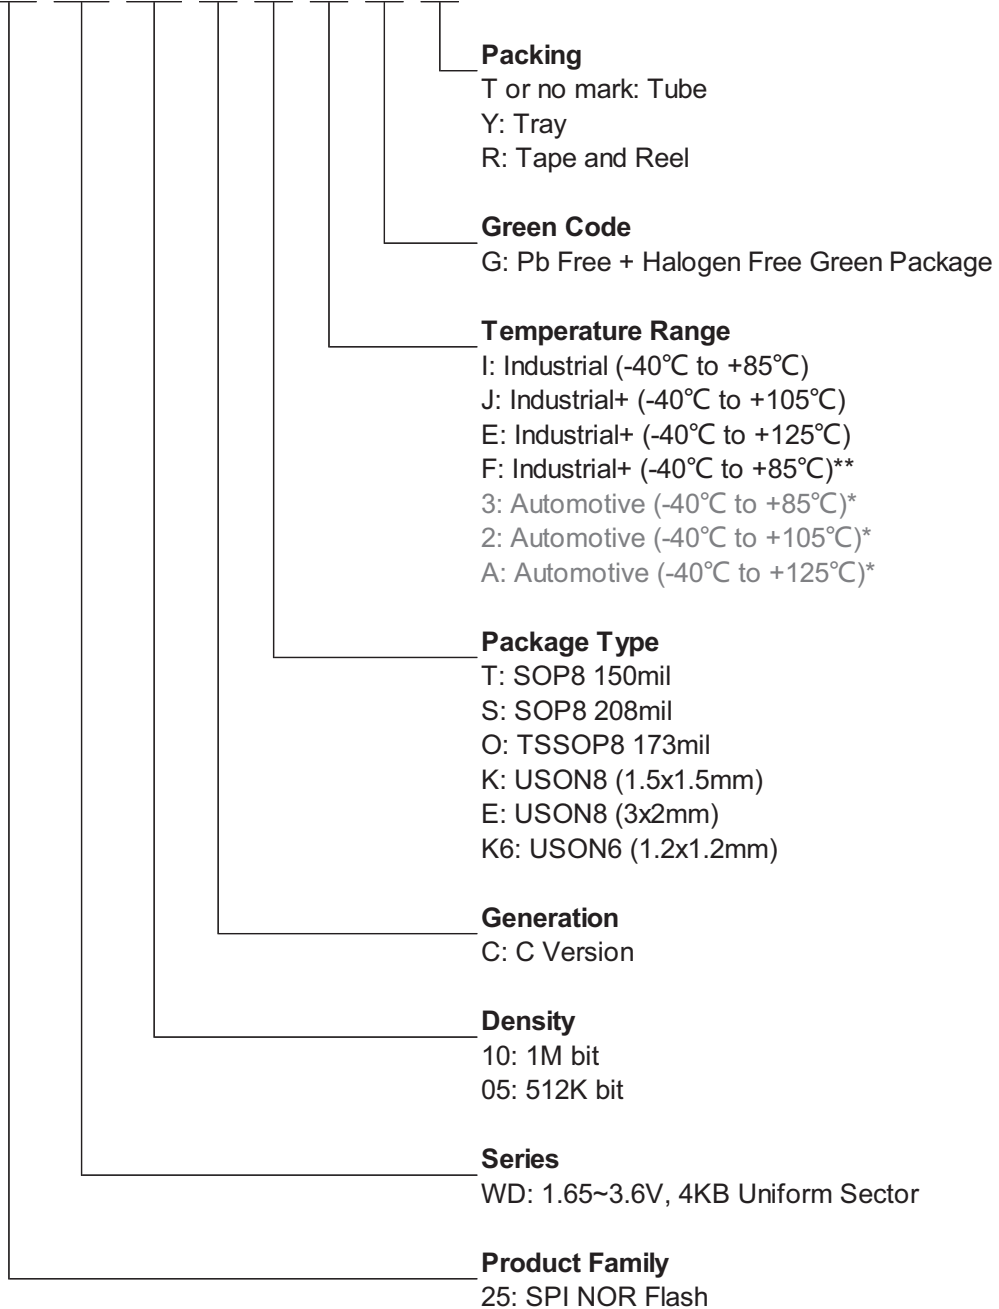 Packing
T or no mark: Tube
Y: Tray
R: Tape and Reel
Green Code
G: Pb Free + Halogen Free Green Package
Temperature Range
I: Industrial (-40℃ to +85℃)
J: Industrial+ (-40℃ to +105℃)
E: Industrial+ (-40℃ to +125℃)
F: Industrial+ (-40℃ to +85℃)**
3: Automotive (-40℃ to +85℃)*
2: Automotive (-40℃ to +105℃)*
A: Automotive (-40℃ to +125℃)*
Package Type
T: SOP8 150mil
S: SOP8 208mil
O: TSSOP8 173mil
K: USON8 (1.5x1.5mm)
E: USON8 (3x2mm)
K6: USON6 (1.2x1.2mm)
Generation
C: C Version
Density
10: 1M bit
05: 512K bit
Series
WD: 1.65~3.6V, 4KB Uniform Sector
Product Family
25: SPI NOR Flash